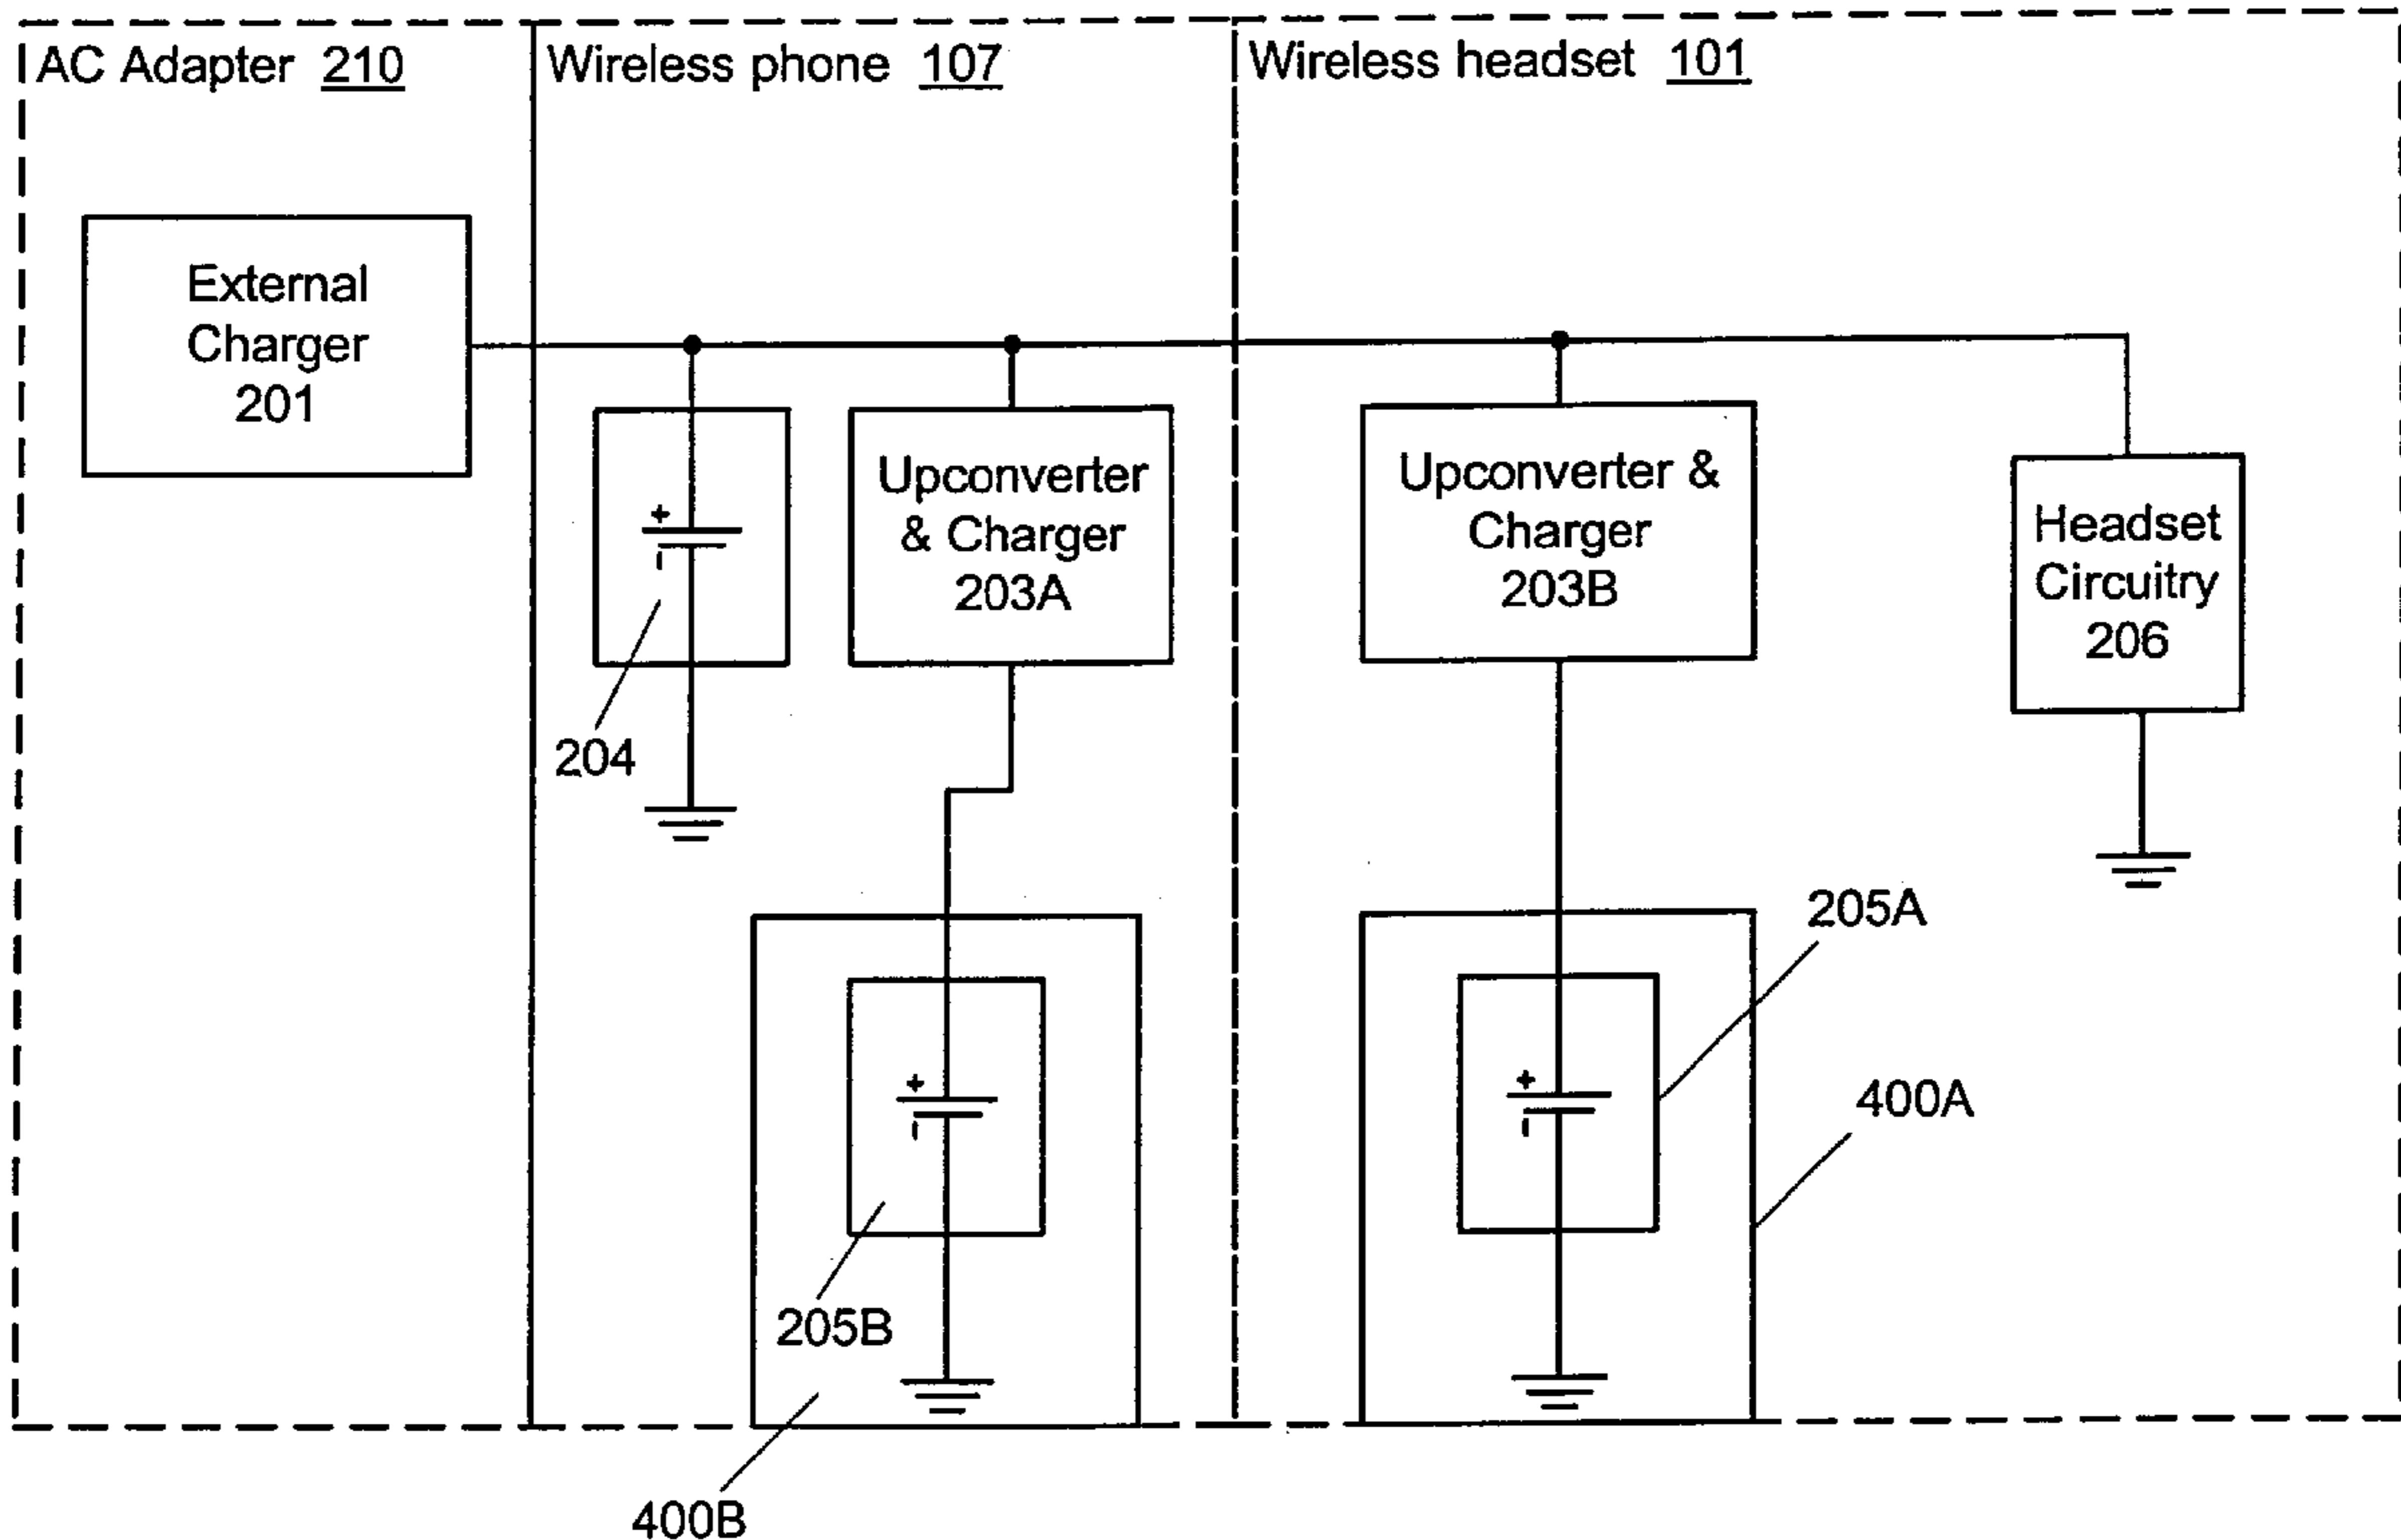 AC Adapter 210
Wireless phone 107
Wireless headset 101
External
Charger
201
Upconverter
& Charger
203A
Upconverter &
Charger
203B
Headset
Circuitry
206
+
-
204
+
-
205B
400B
+
-
205A
400A